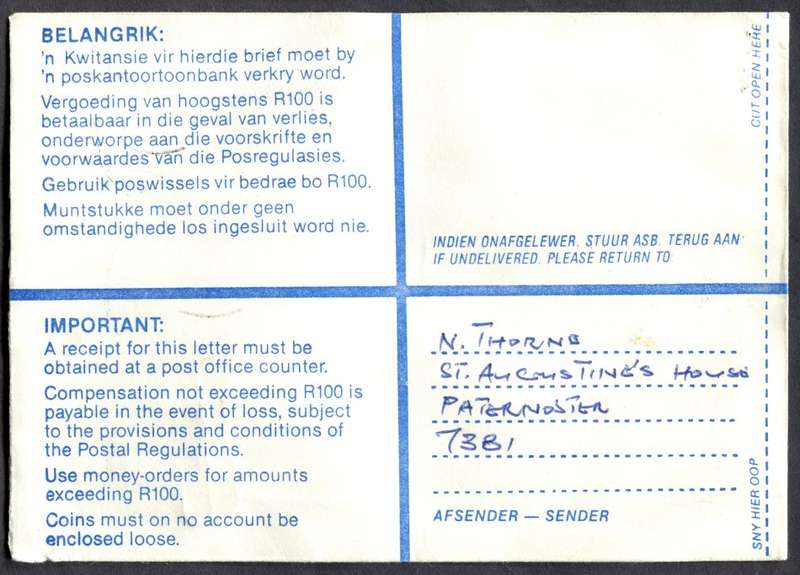 BELANGRIK:
'n Kwitansie vir hierdie brief moet by
'n poskantoortoonbank verkry word.
Vergoeding van hoogstens R100 is
betaalbaar in die geval van verlies,
onderworpe aan die voorskrifte en
voorwaardes van die Posregulasies.
Gebruik poswissels vir bedrae bo R100.
Muntstukke moet onder geen
omstandighede los ingesluit word nie.
CUT OPEN HERE
INDIEN ONAFGELEWER, STUUR ASB. TERUG AAN:
IF UNDELIVERED, PLEASE RETURN TO:
IMPORTANT:
A receipt for this letter must be
obtained at a post office counter.
Compensation not exceeding R100 is
payable in the event of loss, subject
to the provisions and conditions of
the Postal Regulations.
Use money-orders for amounts
exceeding R100.
Coins must on no account be
enclosed loose.
N. THORNE
ST. AUGUSTINE'S HOUSE
PATERNOSTER
7381
AFSENDER — SENDER
SNY HIER OOP